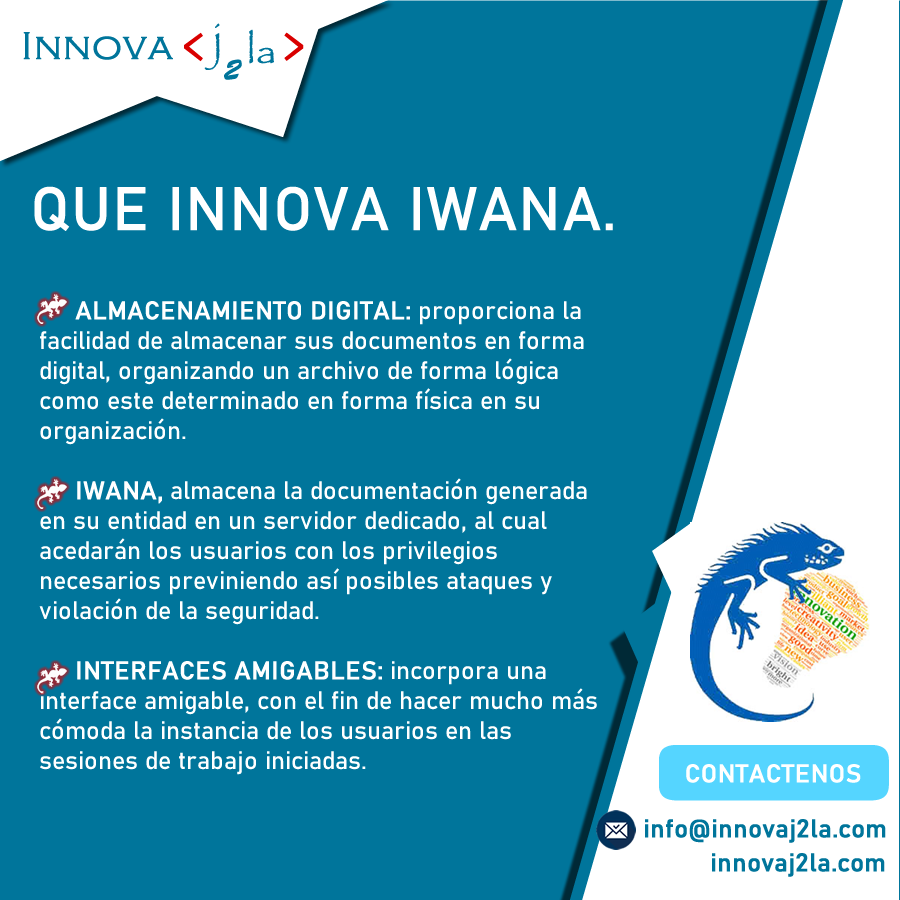 INNOVA <j2la>
QUE INNOVA IWANA.
ALMACENAMIENTO DIGITAL: proporciona la
facilidad de almacenar sus documentos en forma
digital, organizando un archivo de forma lógica
como este determinado en forma física en su
organización.
IWANA, almacena la documentación generada
en su entidad en un servidor dedicado, al cual
acedarán los usuarios con los privilegios
necesarios previniendo así posibles ataques y
violación de la seguridad.
INTERFACES AMIGABLES: incorpora una
interface amigable, con el fin de hacer mucho más
cómoda la instancia de los usuarios en las
sesiones de trabajo iniciadas.
business
goal
market
novation
creativity
idea
good
new
vision
bright
CONTACTENOS
info@innovaj2la.com
innovaj2la.com